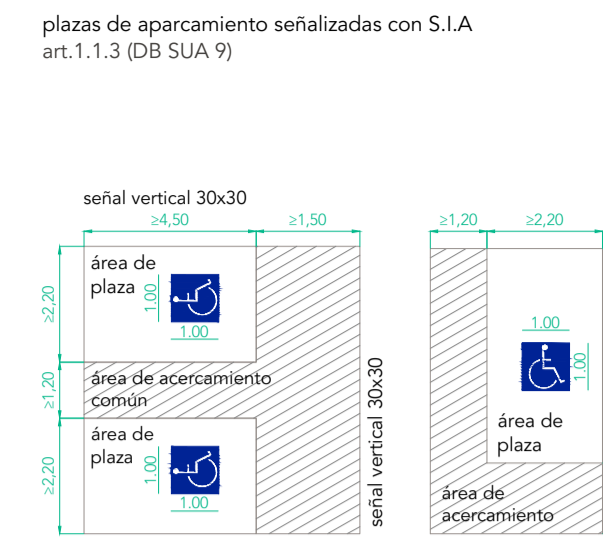 plazas de aparcamiento señalizadas con S.I.A
art.1.1.3 (DB SUA 9)
señal vertical 30x30
≥4,50
≥1,50
≥2,20
área de
plaza
1.00
1.00
≥1,20
área de acercamiento
común
≥2,20
área de
plaza
1.00
1.00
señal vertical 30x30
≥1,20
≥2,20
1.00
1.00
área de
plaza
área de
acercamiento